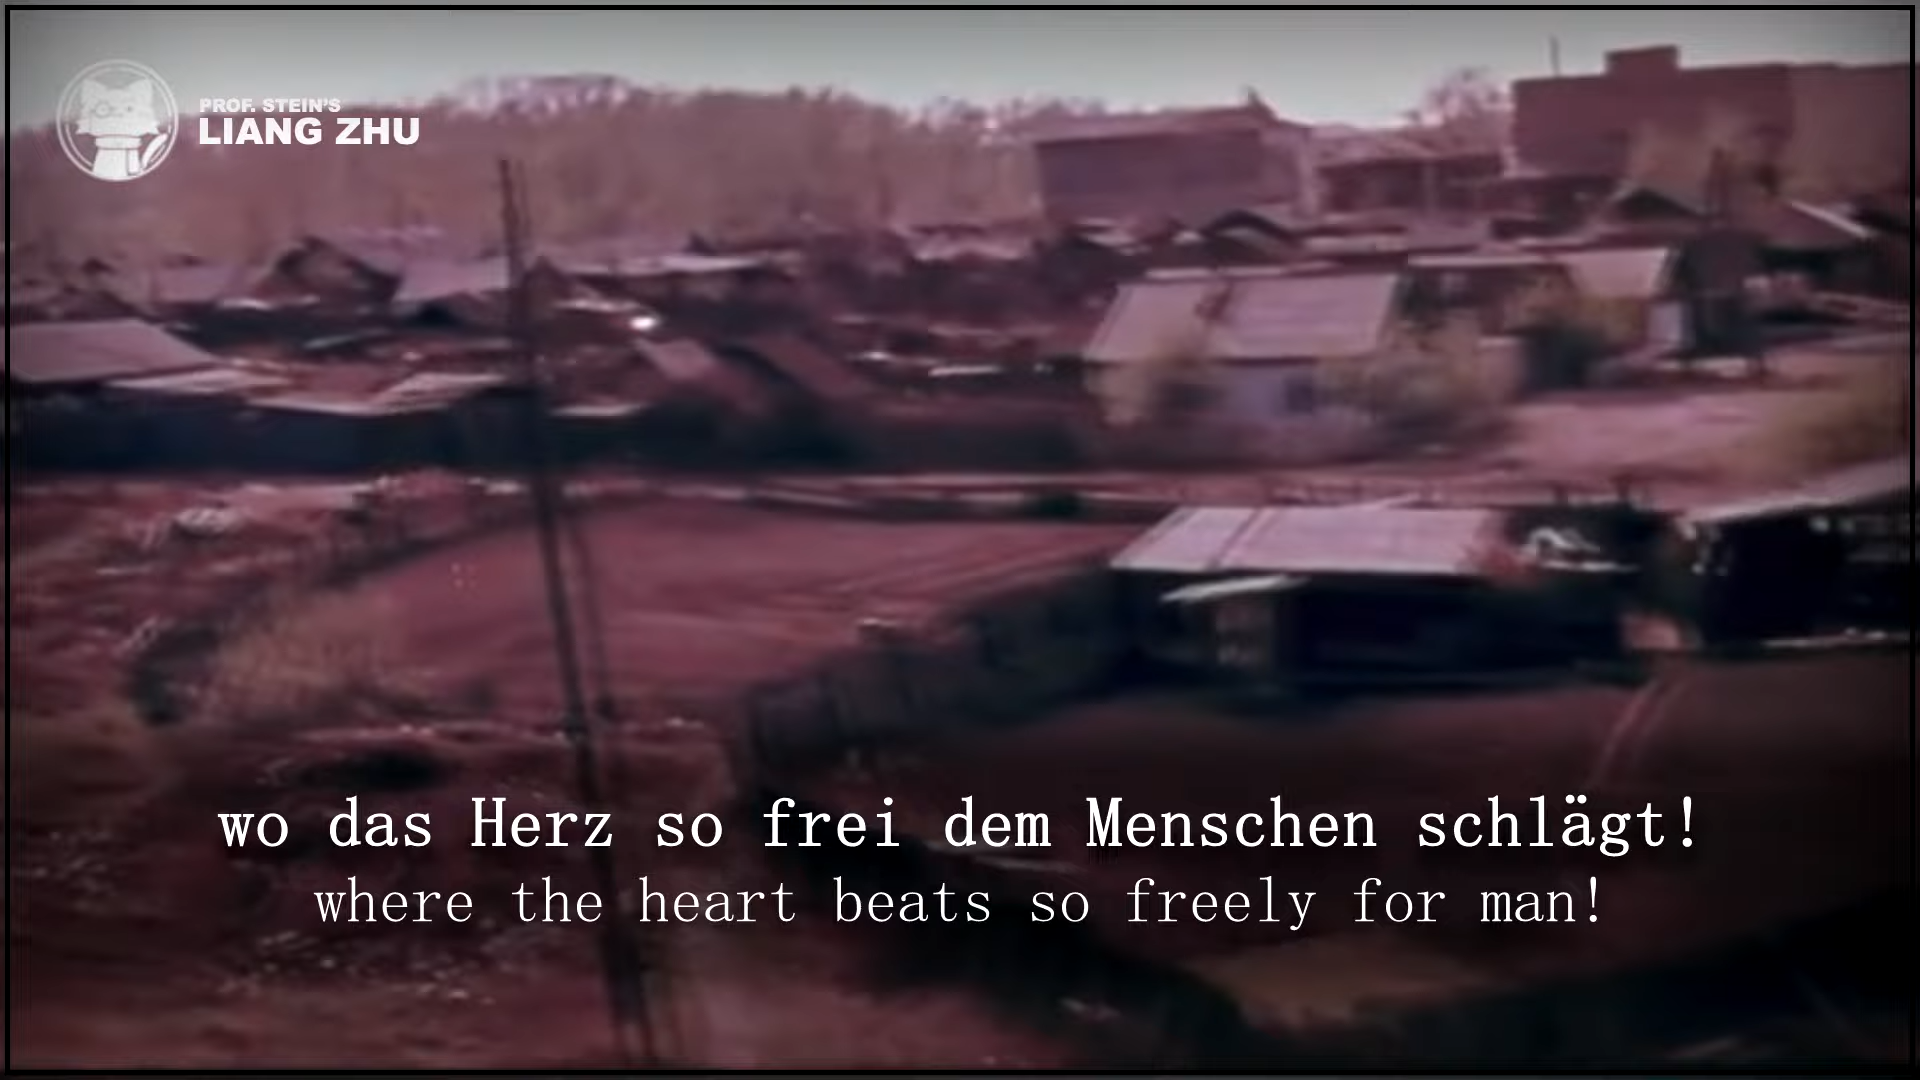 PROF. STEIN'S
LIANG ZHU
wo das Herz so frei dem Menschen schlägt!
where the heart beats so freely for man!